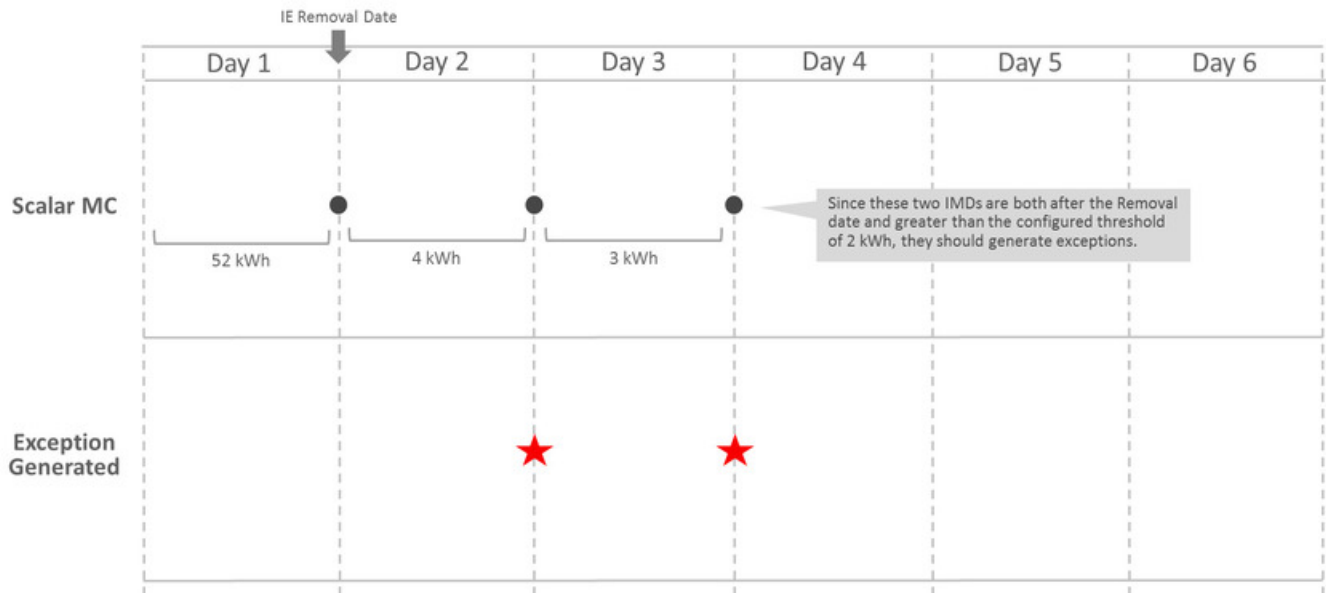 IE Removal Date
Day 1 Day 2 Day 3 Day 4 Day 5 Day 6
Scalar MC
Since these two IMDs are both after the Removal
date and greater than the configured threshold
of 2 kWh, they should generate exceptions.
52 kWh 4 kWh 3 kWh
Exception
Generated